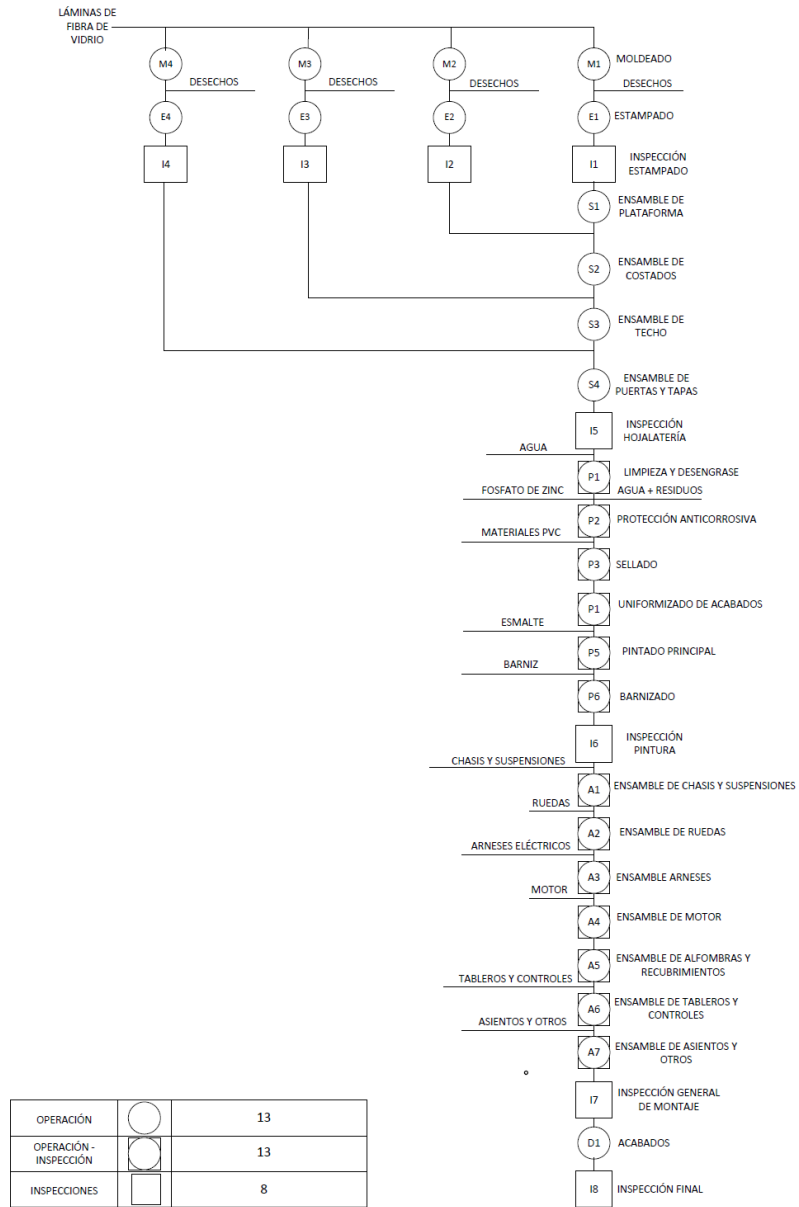 LÁMINAS DE
FIBRA DE
VIDRIO
M4
M3
M2
M1
MOLDEADO
DESECHOS
DESECHOS
DESECHOS
DESECHOS
E4
E3
E2
E1
ESTAMPADO
I4
I3
I2
I1
INSPECCIÓN
ESTAMPADO
S1
ENSAMBLE DE
PLATAFORMA
S2
ENSAMBLE DE
COSTADOS
S3
ENSAMBLE DE
TECHO
S4
ENSAMBLE DE
PUERTAS Y TAPAS
I5
INSPECCIÓN
HOJALATERÍA
AGUA
P1
LIMPIEZA Y DESENGRASE
FOSFATO DE ZINC
AGUA + RESIDUOS
P2
PROTECCIÓN ANTICORROSIVA
MATERIALES PVC
P3
SELLADO
P1
UNIFORMIZADO DE ACABADOS
ESMALTE
P5
PINTADO PRINCIPAL
BARNIZ
P6
BARNIZADO
I6
INSPECCIÓN
PINTURA
CHASIS Y SUSPENSIONES
A1
ENSAMBLE DE CHASIS Y SUSPENSIONES
RUEDAS
A2
ENSAMBLE DE RUEDAS
ARNESES ELÉCTRICOS
A3
ENSAMBLE ARNESES
MOTOR
A4
ENSAMBLE DE MOTOR
A5
ENSAMBLE DE ALFOMBRAS Y
RECUBRIMIENTOS
TABLEROS Y CONTROLES
A6
ENSAMBLE DE TABLEROS Y
CONTROLES
ASIENTOS Y OTROS
A7
ENSAMBLE DE ASIENTOS Y
OTROS
I7
INSPECCIÓN GENERAL
DE MONTAJE
D1
ACABADOS
I8
INSPECCIÓN FINAL
OPERACIÓN
13
OPERACIÓN -
INSPECCIÓN
13
INSPECCIONES
8